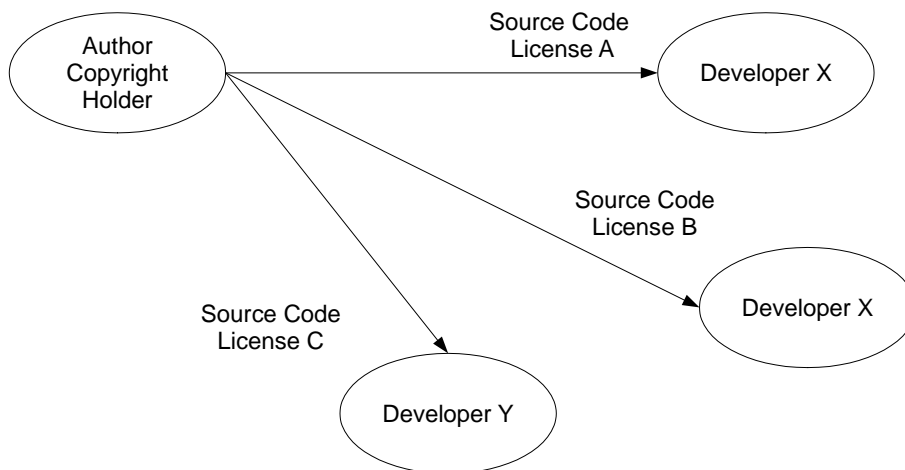 Author
Copyright
Holder
Source Code
License A
Developer X
Source Code
License B
Developer X
Source Code
License C
Developer Y